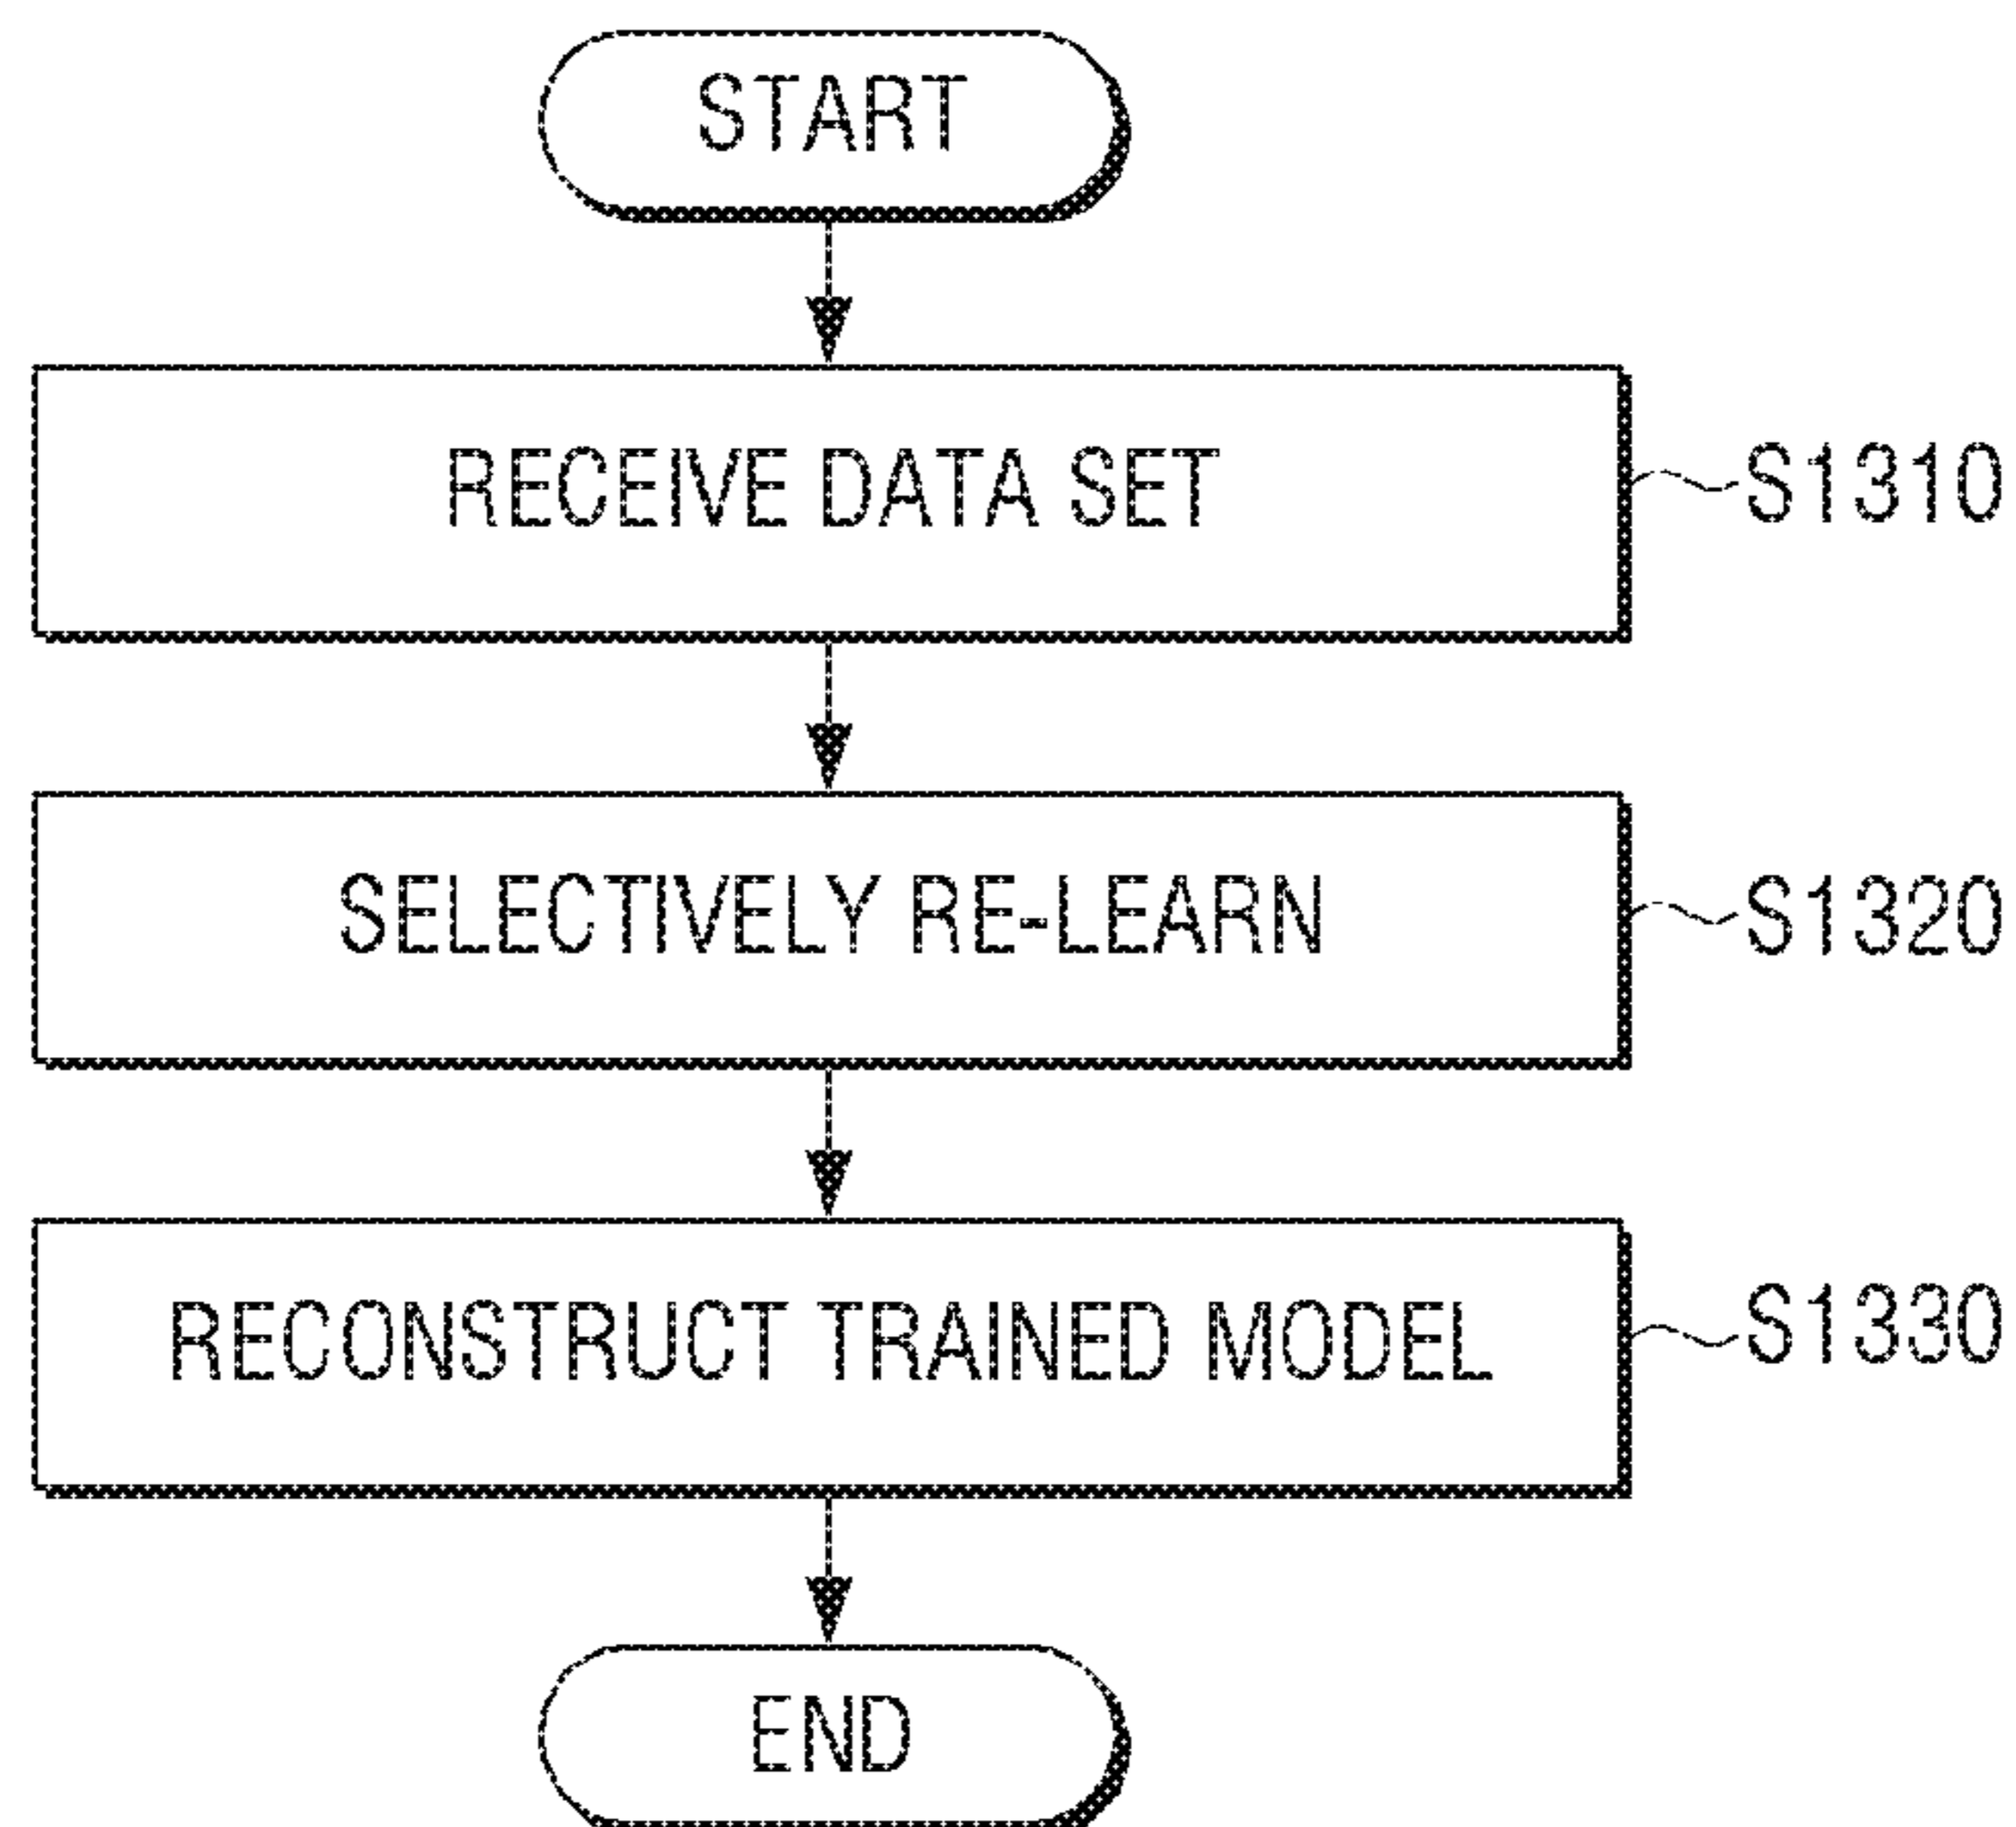 START
RECEIVE DATA SET
S1310
SELECTIVELY RE-LEARN
S1320
RECONSTRUCT TRAINED MODEL
S1330
END